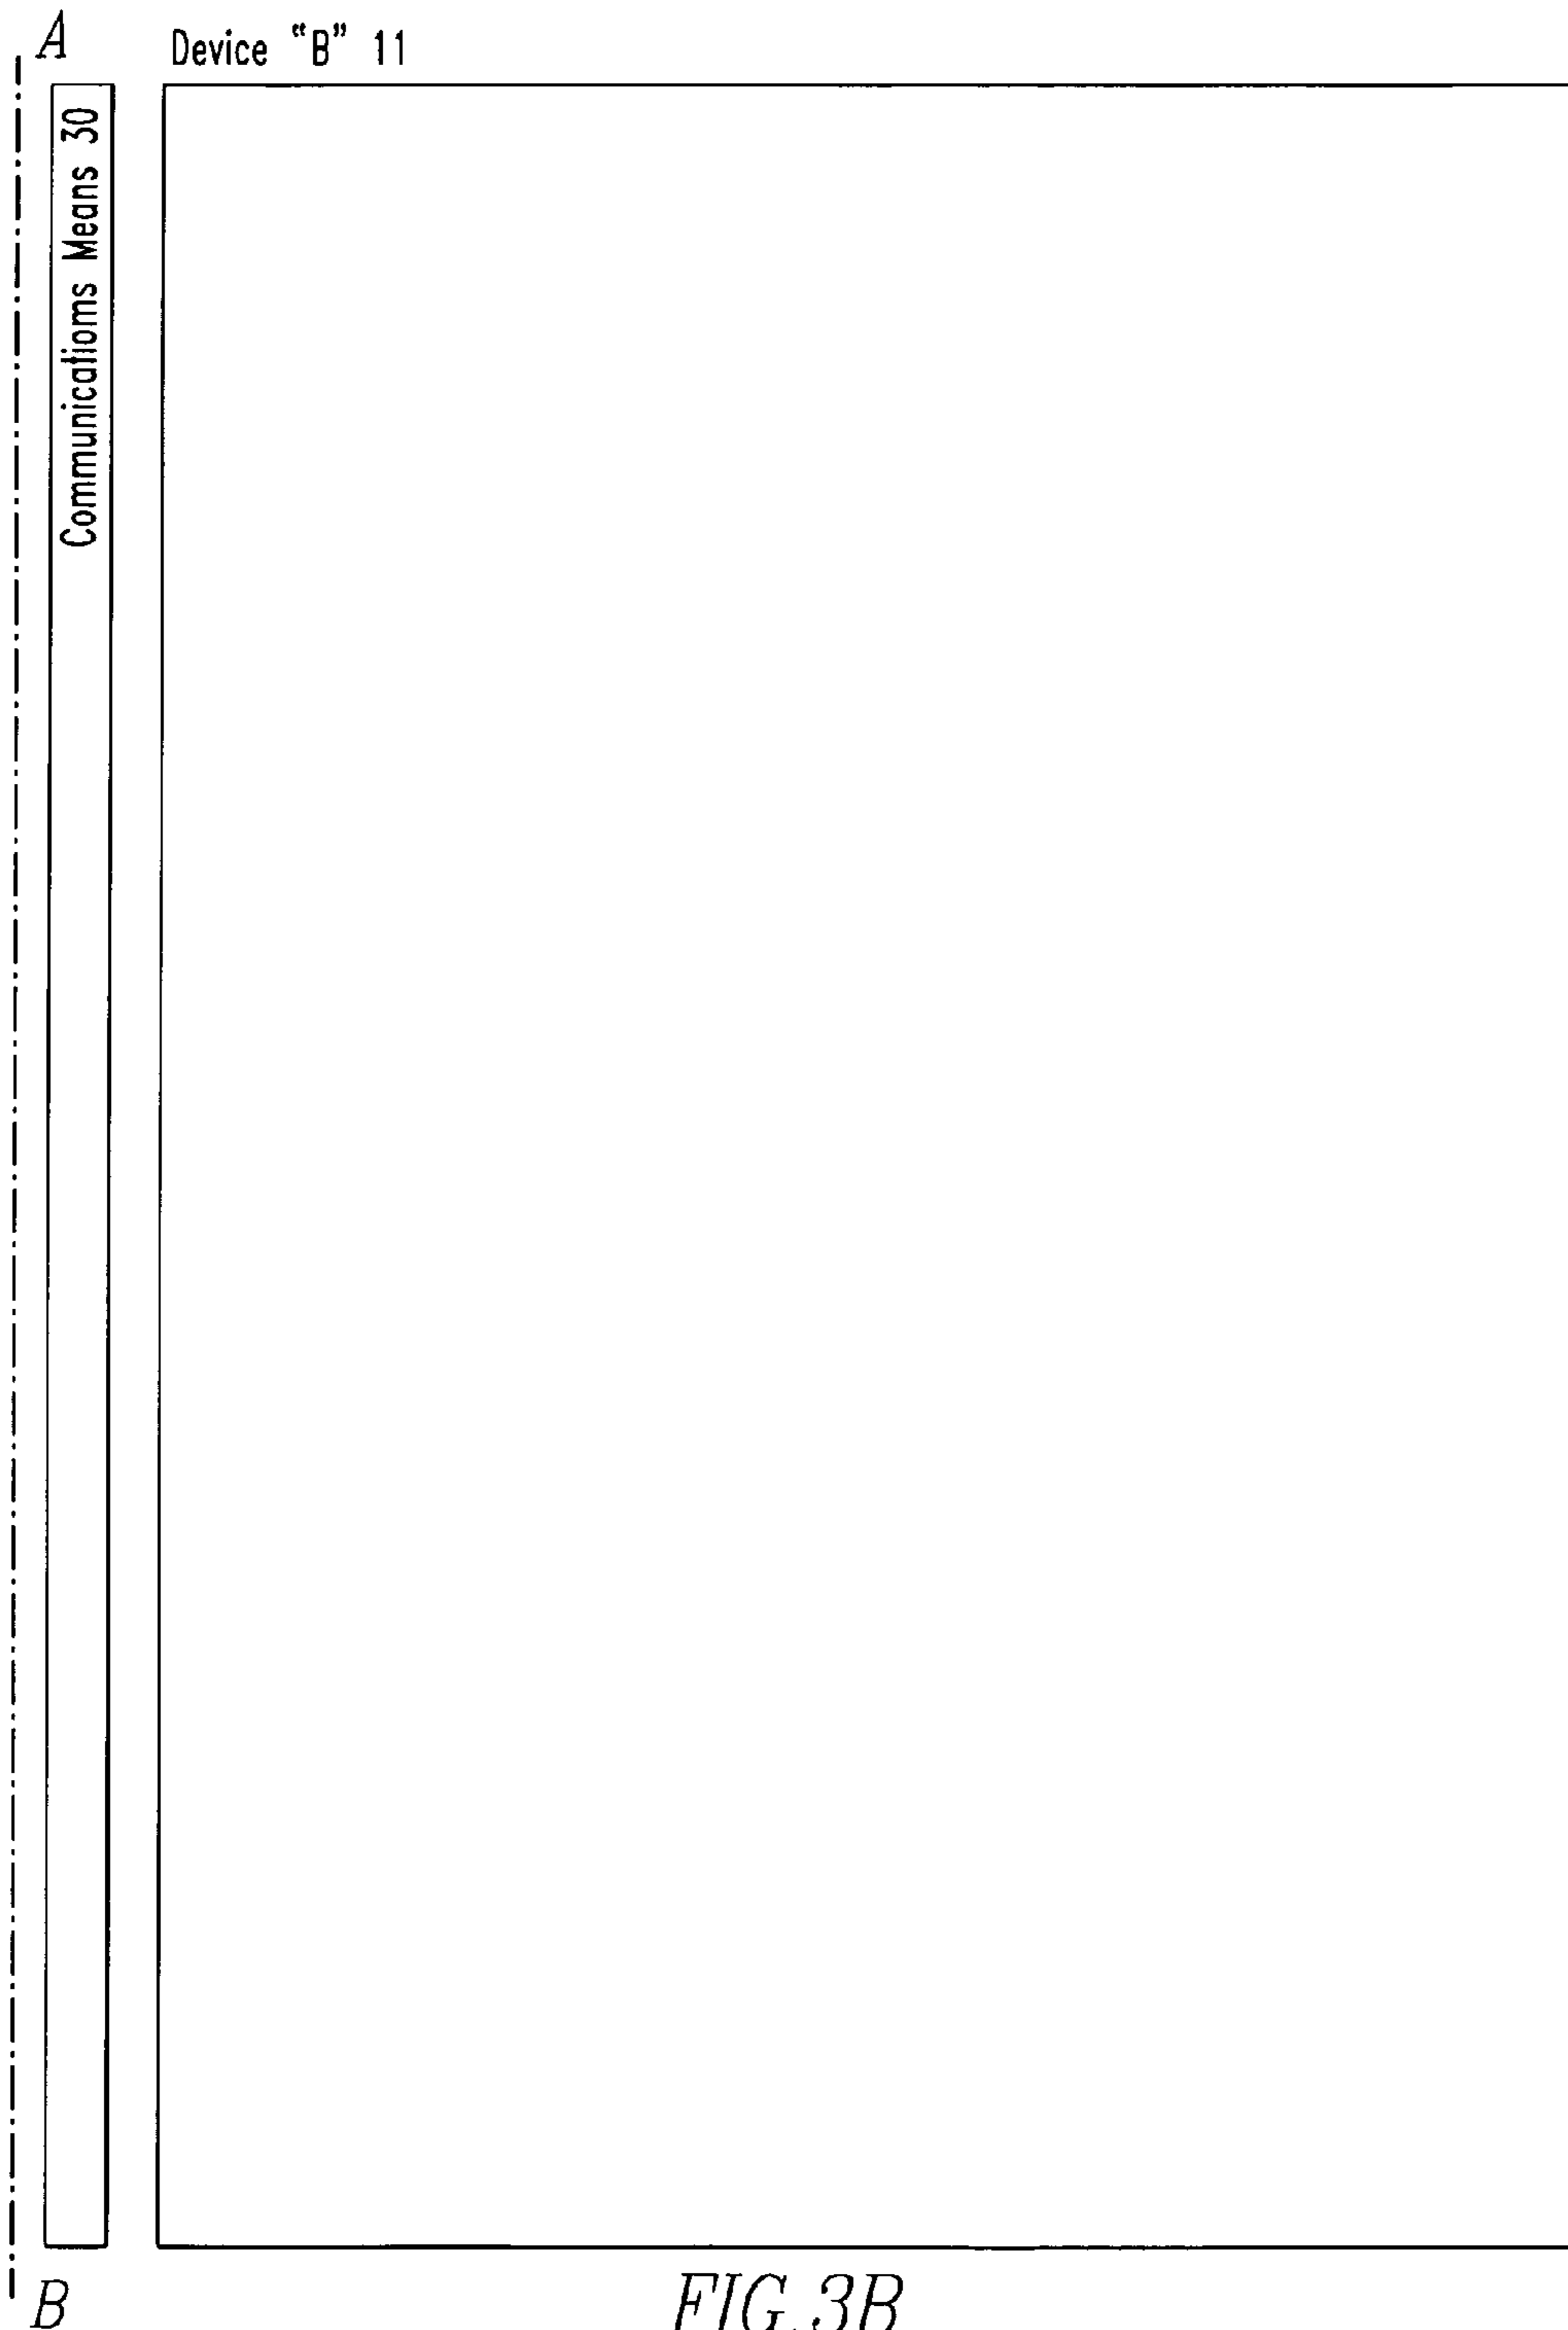 A
Device “B” 11
Communicatioms Means 30
B
FIG.3B